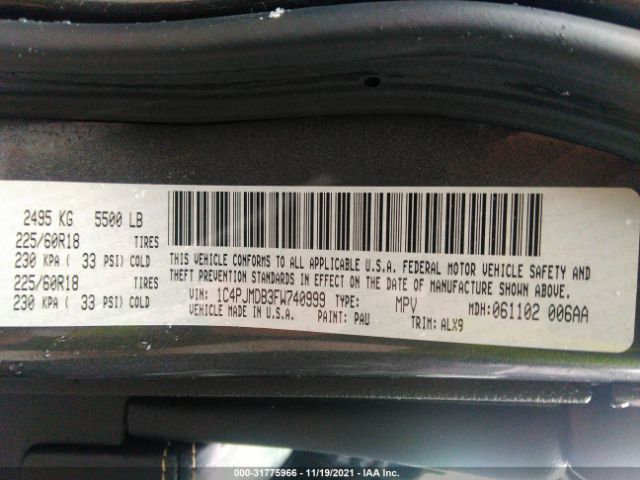 2495 KG 5500 LB
225/60R18 TIRES
230 KPA ( 33 PSI) COLD
225/60R18 TIRES
230 KPA ( 33 PSI) COLD
THIS VEHICLE CONFORMS TO ALL APPLICABLE U.S.A. FEDERAL MOTOR VEHICLE SAFETY AND
THEFT PREVENTION STANDARDS IN EFFECT ON THE DATE OF MANUFACTURE SHOWN ABOVE.
VIN: 1C4PJMDB3FW740999 TYPE: MPV MDH: 061102 006AA
VEHICLE MADE IN U.S.A. PAINT: PAU TRIM: ALX9
000-31775966 - 11/19/2021 - IAA Inc.